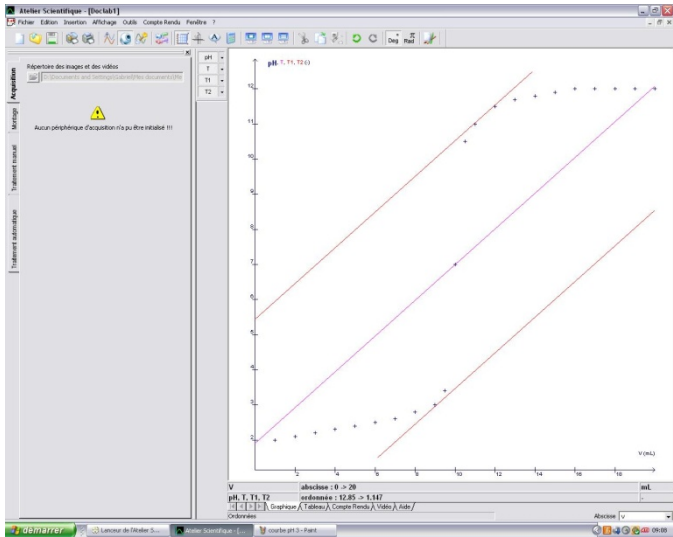 Atelier Scientifique - [Doclab1]
Fichier Edition Insertion Affichage Outils Compte Rendu Fenêtre ?
Deg Rad
Acquisition
Montage
Traitement manuel
Traitement automatique
Répertoire des images et des vidéos
Aucun périphérique d'acquisition n'a pu être initialisé !!!
pH
T
T1
T2
pH, T, T1, T2 (-)
12
11
10
9
8
7
6
5
4
3
2
2 4 6 8 10 12 14 16 18
V (mL)
V abscisse : 0 -> 20 mL
pH, T, T1, T2 ordonnée : 12.85 -> 1.147 -
Graphique Tableau Compte Rendu Vidéo Aide
Ordonnées
Abscisse V
démarrer Lanceur de l'Atelier S... Atelier Scientifique - [... courbe pH 3 - Paint 09:08